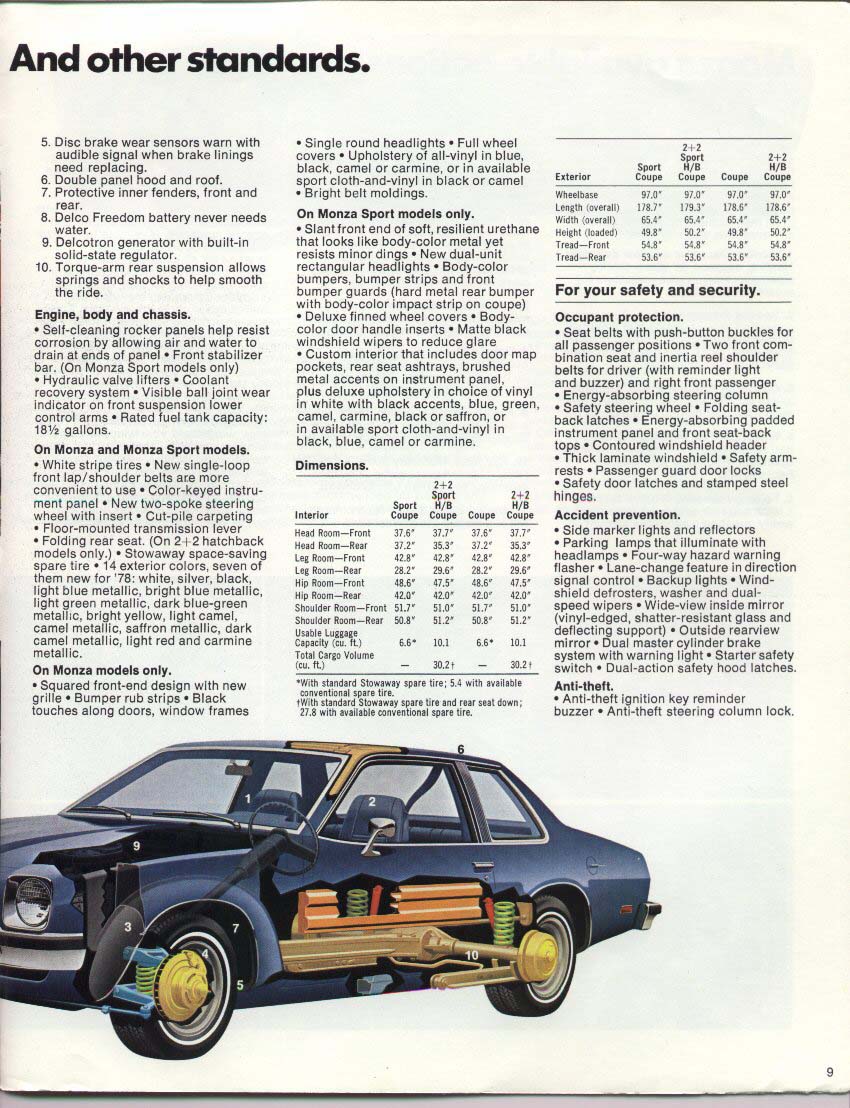 And other standards.
5. Disc brake wear sensors warn with
audible signal when brake linings
need replacing.
6. Double panel hood and roof.
7. Protective inner fenders, front and
rear.
8. Delco Freedom battery never needs
water.
9. Delcotron generator with built-in
solid-state regulator.
10. Torque-arm rear suspension allows
springs and shocks to help smooth
the ride.
Engine, body and chassis.
• Self-cleaning rocker panels help resist
corrosion by allowing air and water to
drain at ends of panel • Front stabilizer
bar. (On Monza Sport models only)
• Hydraulic valve lifters • Coolant
recovery system • Visible ball joint wear
indicator on front suspension lower
control arms • Rated fuel tank capacity:
18½ gallons.
On Monza and Monza Sport models.
• White stripe tires • New single-loop
front lap/shoulder belts are more
convenient to use • Color-keyed instru-
ment panel • New two-spoke steering
wheel with insert • Cut-pile carpeting
• Floor-mounted transmission lever
• Folding rear seat. (On 2+2 hatchback
models only.) • Stowaway space-saving
spare tire • 14 exterior colors, seven of
them new for '78: white, silver, black,
light blue metallic, bright blue metallic,
light green metallic, dark blue-green
metallic, bright yellow, light camel,
camel metallic, saffron metallic, dark
camel metallic, light red and carmine
metallic.
On Monza models only.
• Squared front-end design with new
grille • Bumper rub strips • Black
touches along doors, window frames
• Single round headlights • Full wheel
covers • Upholstery of all-vinyl in blue,
black, camel or carmine, or in available
sport cloth-and-vinyl in black or camel
• Bright belt moldings.
On Monza Sport models only.
• Slant front end of soft, resilient urethane
that looks like body-color metal yet
resists minor dings • New dual-unit
rectangular headlights • Body-color
bumpers, bumper strips and front
bumper guards (hard metal rear bumper
with body-color impact strip on coupe)
• Deluxe finned wheel covers • Body-
color door handle inserts • Matte black
windshield wipers to reduce glare
• Custom interior that includes door map
pockets, rear seat ashtrays, brushed
metal accents on instrument panel,
plus deluxe upholstery in choice of vinyl
in white with black accents, blue, green,
camel, carmine, black or saffron, or
in available sport cloth-and-vinyl in
black, blue, camel or carmine.
Dimensions.
2+2
Sport
Sport H/B 2+2 H/B
Interior Coupe Coupe Coupe Coupe
Head Room—Front 37.6″ 37.7″ 37.6″ 37.7″
Head Room—Rear 37.2″ 35.3″ 37.2″ 35.3″
Leg Room—Front 42.8″ 42.8″ 42.8″ 42.8″
Leg Room—Rear 28.2″ 29.6″ 28.2″ 29.6″
Hip Room—Front 48.6″ 47.5″ 48.6″ 47.5″
Hip Room—Rear 42.0″ 42.0″ 42.0″ 42.0″
Shoulder Room—Front 51.7″ 51.0″ 51.7″ 51.0″
Shoulder Room—Rear 50.8″ 51.2″ 50.8″ 51.2″
Usable Luggage
Capacity (cu. ft.) 6.6* 10.1 6.6* 10.1
Total Cargo Volume
(cu. ft.) — 30.2† — 30.2†
*With standard Stowaway spare tire; 5.4 with available
conventional spare tire.
†With standard Stowaway spare tire and rear seat down;
27.8 with available conventional spare tire.
2+2
Sport 2+2
Sport H/B H/B
Exterior Coupe Coupe Coupe Coupe
Wheelbase 97.0″ 97.0″ 97.0″ 97.0″
Length (overall) 178.7″ 179.3″ 178.6″ 178.6″
Width (overall) 65.4″ 65.4″ 65.4″ 65.4″
Height (loaded) 49.8″ 50.2″ 49.8″ 50.2″
Tread—Front 54.8″ 54.8″ 54.8″ 54.8″
Tread—Rear 53.6″ 53.6″ 53.6″ 53.6″
For your safety and security.
Occupant protection.
• Seat belts with push-button buckles for
all passenger positions • Two front com-
bination seat and inertia reel shoulder
belts for driver (with reminder light
and buzzer) and right front passenger
• Energy-absorbing steering column
• Safety steering wheel • Folding seat-
back latches • Energy-absorbing padded
instrument panel and front seat-back
tops • Contoured windshield header
• Thick laminate windshield • Safety arm-
rests • Passenger guard door locks
• Safety door latches and stamped steel
hinges.
Accident prevention.
• Side marker lights and reflectors
• Parking lamps that illuminate with
headlamps • Four-way hazard warning
flasher • Lane-change feature in direction
signal control • Backup lights • Wind-
shield defrosters, washer and dual-
speed wipers • Wide-view inside mirror
(vinyl-edged, shatter-resistant glass and
deflecting support) • Outside rearview
mirror • Dual master cylinder brake
system with warning light • Starter safety
switch • Dual-action safety hood latches.
Anti-theft.
• Anti-theft ignition key reminder
buzzer • Anti-theft steering column lock.
6
1
2
9
3
7
4
10
5
9